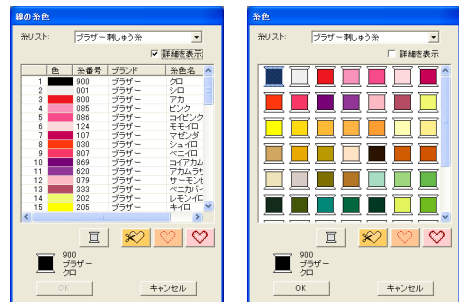 線の糸色
糸リスト: ブラザー刺しゅう糸
詳細を表示
色 糸番号 ブランド 糸色名
1 900 ブラザー クロ
2 001 ブラザー シロ
3 800 ブラザー アカ
4 085 ブラザー ピンク
5 086 ブラザー コイピンク
6 124 ブラザー モモイロ
7 107 ブラザー マゼンダ
8 030 ブラザー シュイロ
9 807 ブラザー ベニイロ
10 869 ブラザー コイアカム
11 620 ブラザー アカムラサ
12 079 ブラザー サーモンヒ
13 333 ブラザー ベニカバー
14 202 ブラザー レモンイロ
15 205 ブラザー キイロ
900
ブラザー
クロ
OK キャンセル
糸色
糸リスト: ブラザー刺しゅう糸
詳細を表示
900
ブラザー
クロ
OK キャンセル